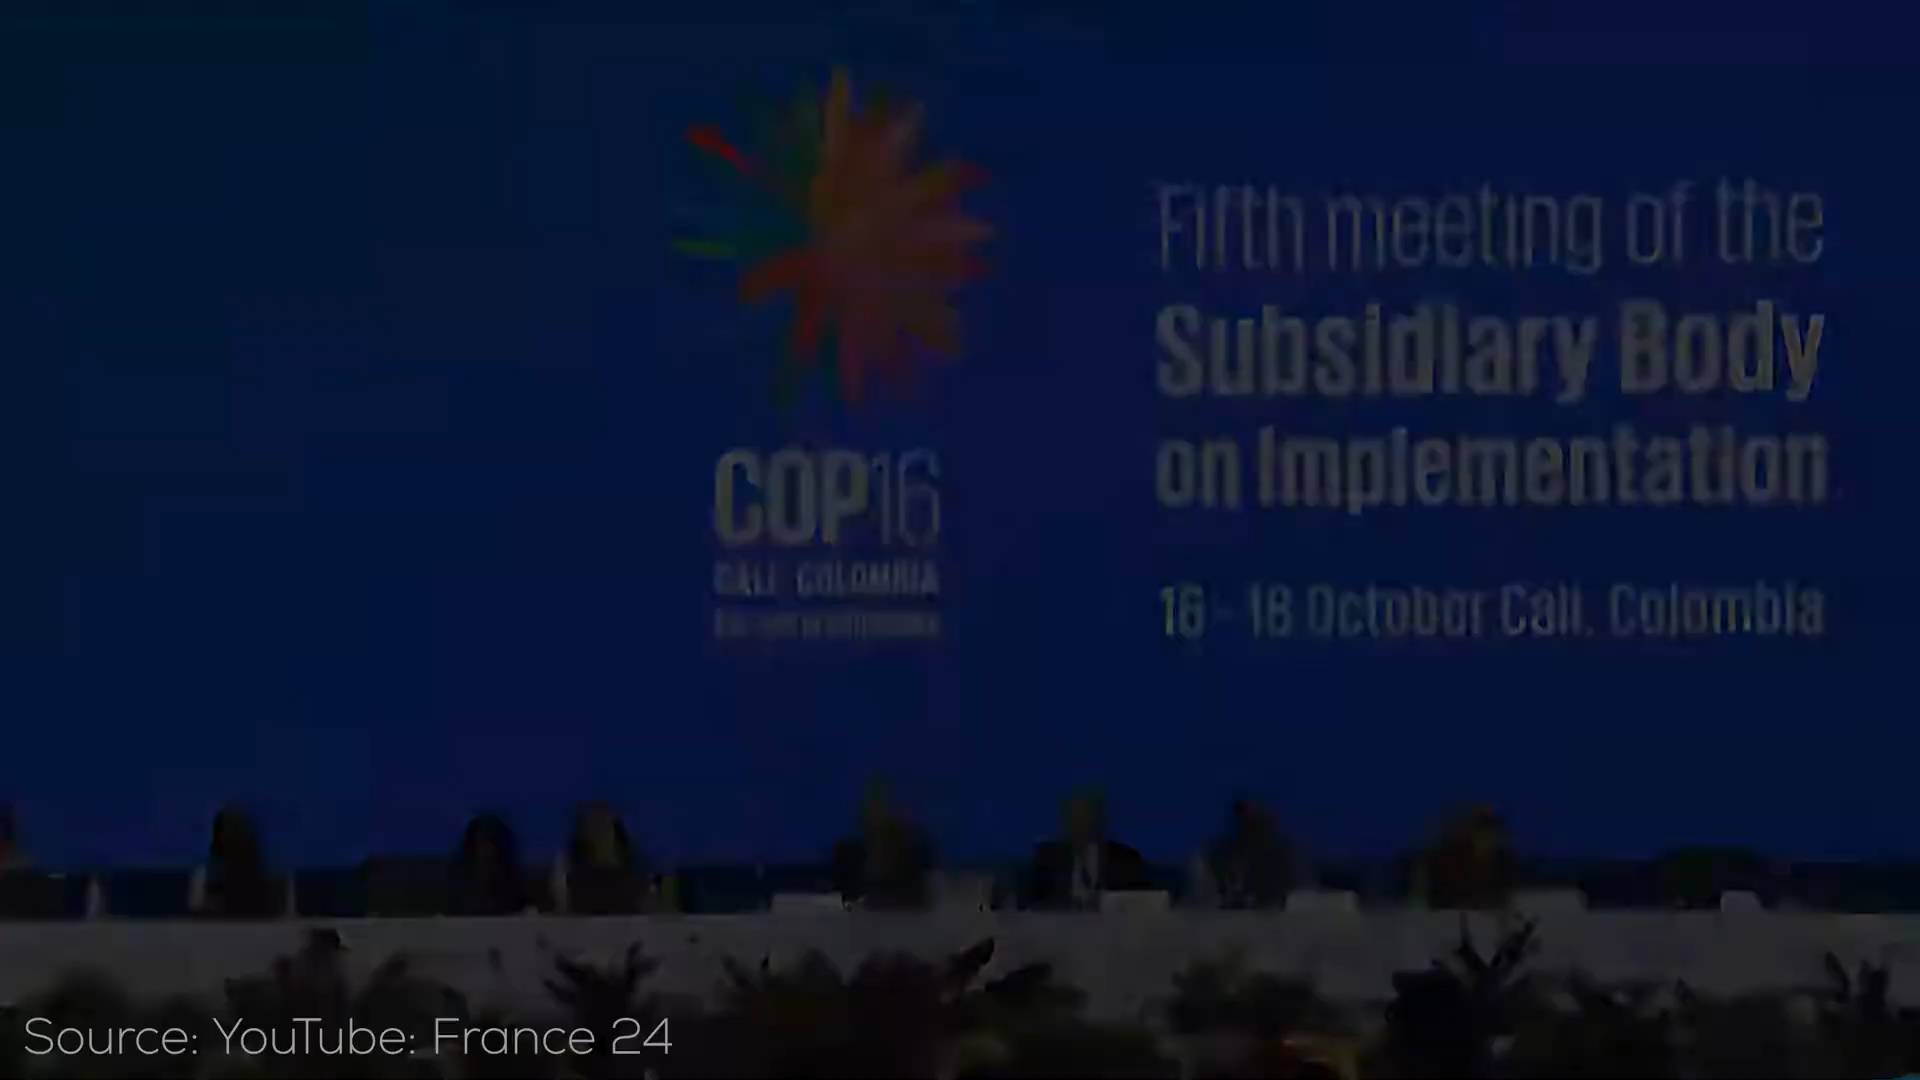 COP16
CALI, COLOMBIA
Fifth meeting of the
Subsidiary Body
on Implementation
16 - 18 October Cali, Colombia
Source: YouTube: France 24